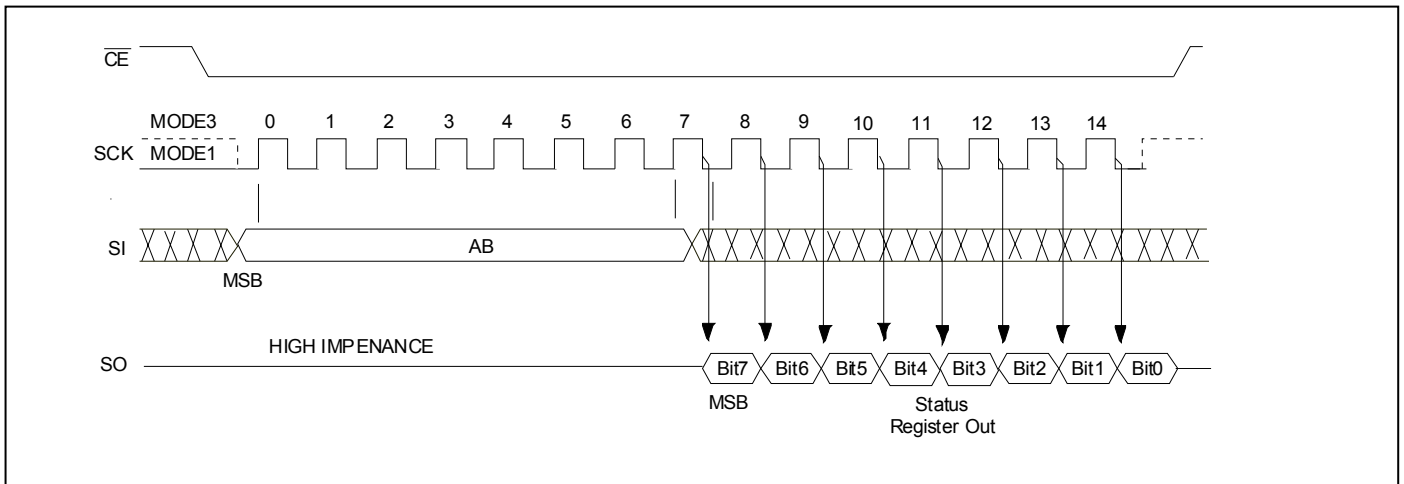 CE
MODE3 0 1 2 3 4 5 6 7 8 9 10 11 12 13 14
SCK MODE1
SI AB
MSB
HIGH IMPENANCE
SO Bit7 Bit6 Bit5 Bit4 Bit3 Bit2 Bit1 Bit0
MSB Status
Register Out